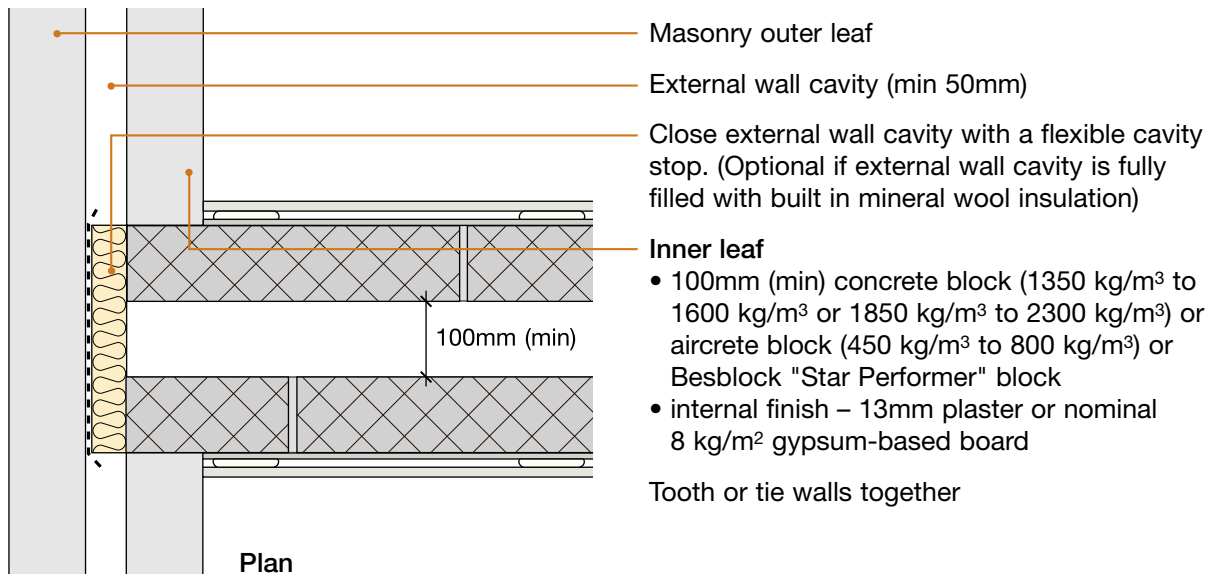 Masonry outer leaf
External wall cavity (min 50mm)
Close external wall cavity with a flexible cavity
stop. (Optional if external wall cavity is fully
filled with built in mineral wool insulation)
Inner leaf
• 100mm (min) concrete block (1350 kg/m³ to
1600 kg/m³ or 1850 kg/m³ to 2300 kg/m³) or
aircrete block (450 kg/m³ to 800 kg/m³) or
Besblock "Star Performer" block
• internal finish – 13mm plaster or nominal
8 kg/m² gypsum-based board
Tooth or tie walls together
100mm (min)
Plan